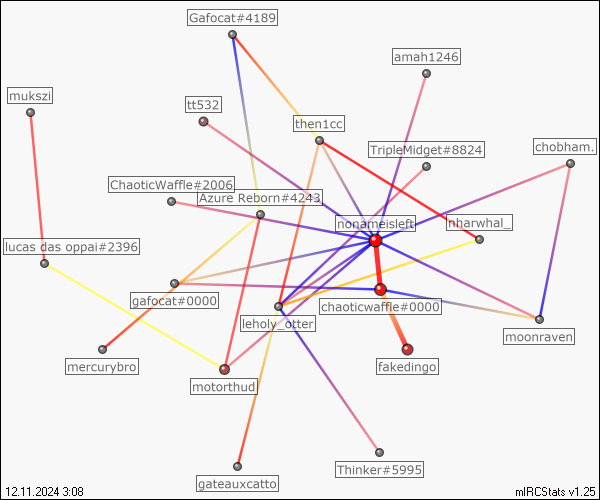 Gafocat#4189
amah1246
mukszi
tt532
then1cc
TripleMidget#8824
chobham.
ChaoticWaffle#2006
Azure Reborn#4243
nonameisleft
nharwhal_
lucas das oppai#2396
gafocat#0000
chaoticwaffle#0000
leholy_otter
moonraven
mercurybro
fakedingo
motorthud
Thinker#5995
gateauxcatto
12.11.2024 3:08
mIRCStats v1.25